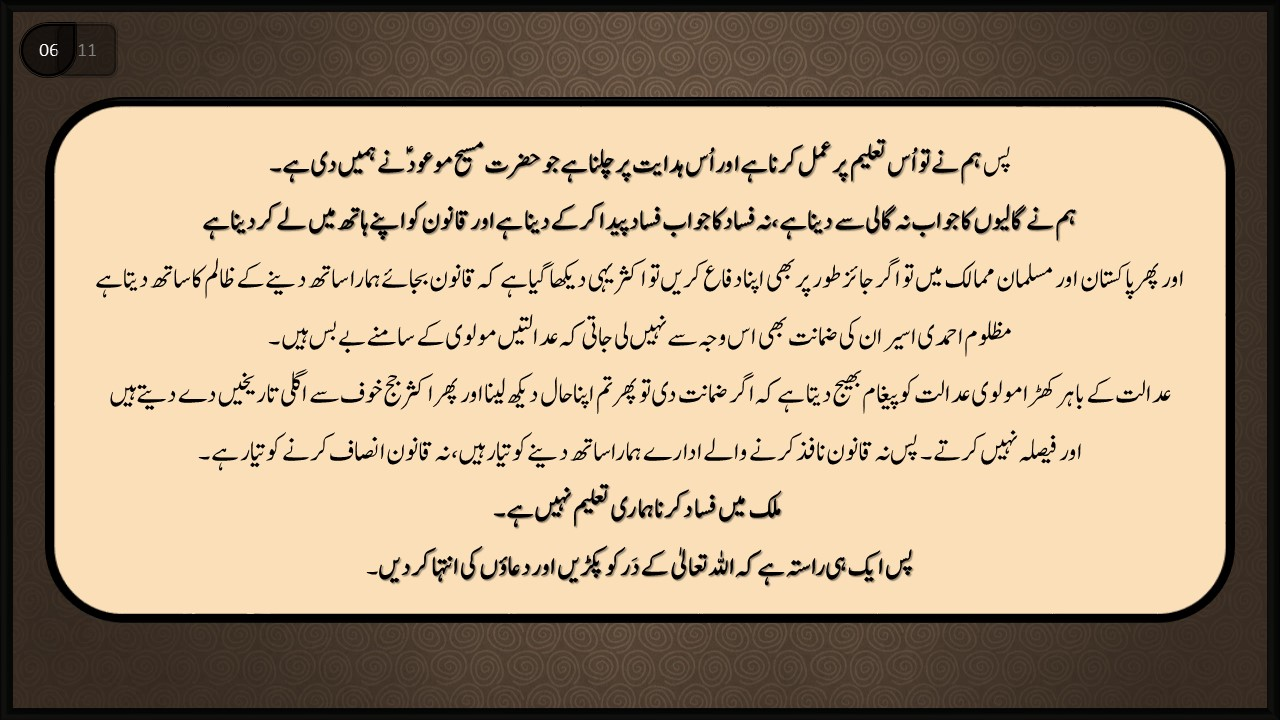 06 11
پس ہم نے تو اُس تعلیم پر عمل کرنا ہے اور اُس ہدایت پر چلنا ہے جو حضرت مسیح موعودؑ نے ہمیں دی ہے۔
ہم نے گالیوں کا جواب نہ گالی سے دینا ہے، نہ فساد کا جواب فساد پیدا کر کے دینا ہے اور قانون کو اپنے ہاتھ میں لے کر دینا ہے
اور پھر پاکستان اور مسلمان ممالک میں تو اگر جائز طور پر بھی اپنا دفاع کریں تو اکثر یہی دیکھا گیا ہے کہ قانون بجائے ہمارا ساتھ دینے کے ظالم کا ساتھ دیتا ہے
مظلوم احمدی اسیر ان کی ضمانت بھی اس وجہ سے نہیں لی جاتی کہ عدالتیں مولوی کے سامنے بے بس ہیں۔
عدالت کے باہر کھڑا مولوی عدالت کو پیغام بھیج دیتا ہے کہ اگر ضمانت دی تو پھر تم اپنا حال دیکھ لینا اور پھر اکثر جج خوف سے اگلی تاریخیں دے دیتے ہیں
اور فیصلہ نہیں کرتے۔ پس نہ قانون نافذ کرنے والے ادارے ہمارا ساتھ دینے کو تیار ہیں، نہ قانون انصاف کرنے کو تیار ہے۔
ملک میں فساد کرنا ہماری تعلیم نہیں ہے۔
پس ایک ہی راستہ ہے کہ اللہ تعالیٰ کے دَر کو پکڑیں اور دعاؤں کی انتہا کر دیں۔